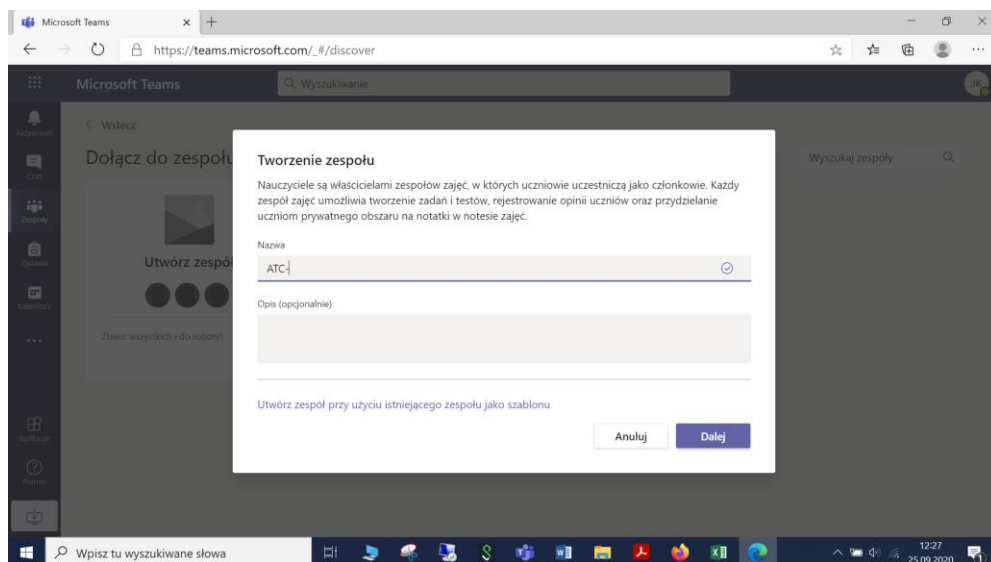 Microsoft Teams
https://teams.microsoft.com/_#/discover
Microsoft Teams
Wyszukiwanie
JK
Aktywność
Wstecz
Dołącz do zespołu
Wyszukaj zespoły
Czat
Zespoły
Zadania
Kalendarz
Utwórz zespół
Zbierz wszystkich i do roboty!
Aplikacje
Pomoc
Tworzenie zespołu
Nauczyciele są właścicielami zespołów zajęć, w których uczniowie uczestniczą jako członkowie. Każdy
zespół zajęć umożliwia tworzenie zadań i testów, rejestrowanie opinii uczniów oraz przydzielanie
uczniom prywatnego obszaru na notatki w notesie zajęć.
Nazwa
ATC-
Opis (opcjonalnie)
Utwórz zespół przy użyciu istniejącego zespołu jako szablonu
Anuluj
Dalej
Wpisz tu wyszukiwane słowa
12:27
25.09.2020